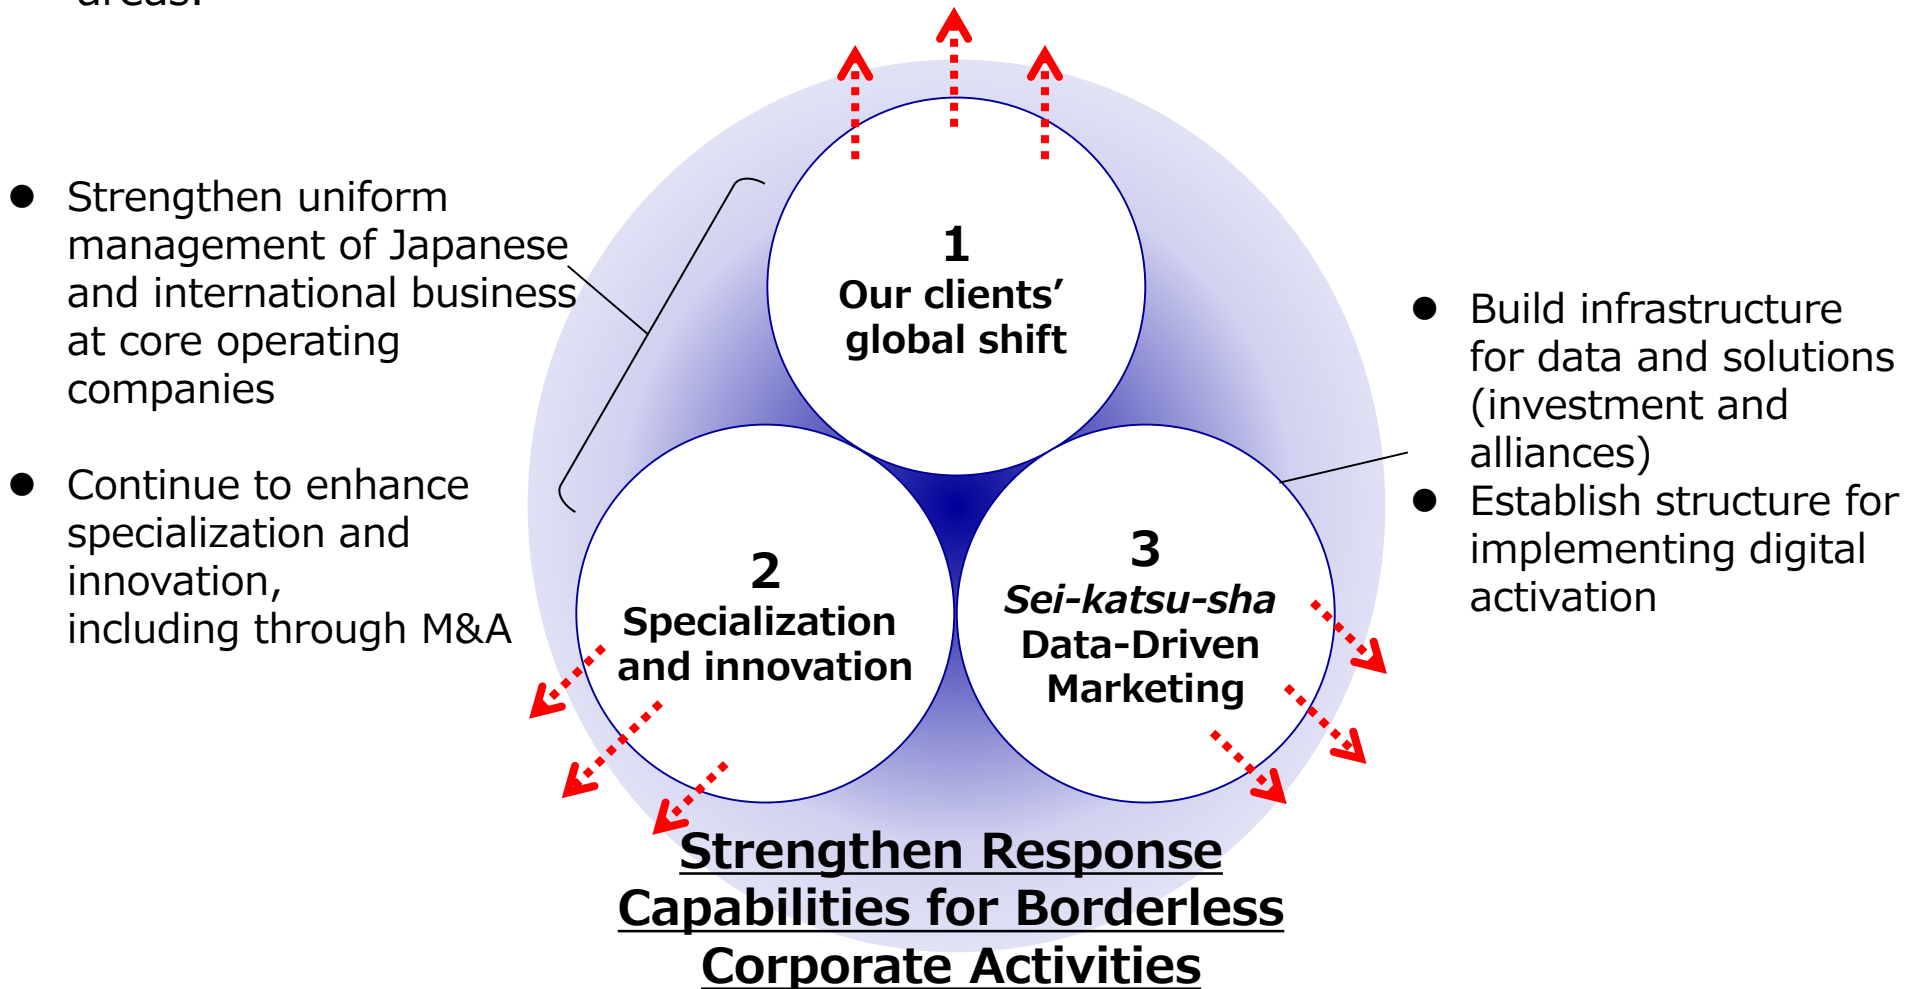 areas.
● Strengthen uniform
management of Japanese
and international business
at core operating
companies
● Continue to enhance
specialization and
innovation,
including through M&A
1
Our clients’
global shift
2
Specialization
and innovation
3
Sei-katsu-sha
Data-Driven
Marketing
● Build infrastructure
for data and solutions
(investment and
alliances)
● Establish structure for
implementing digital
activation
Strengthen Response
Capabilities for Borderless
Corporate Activities